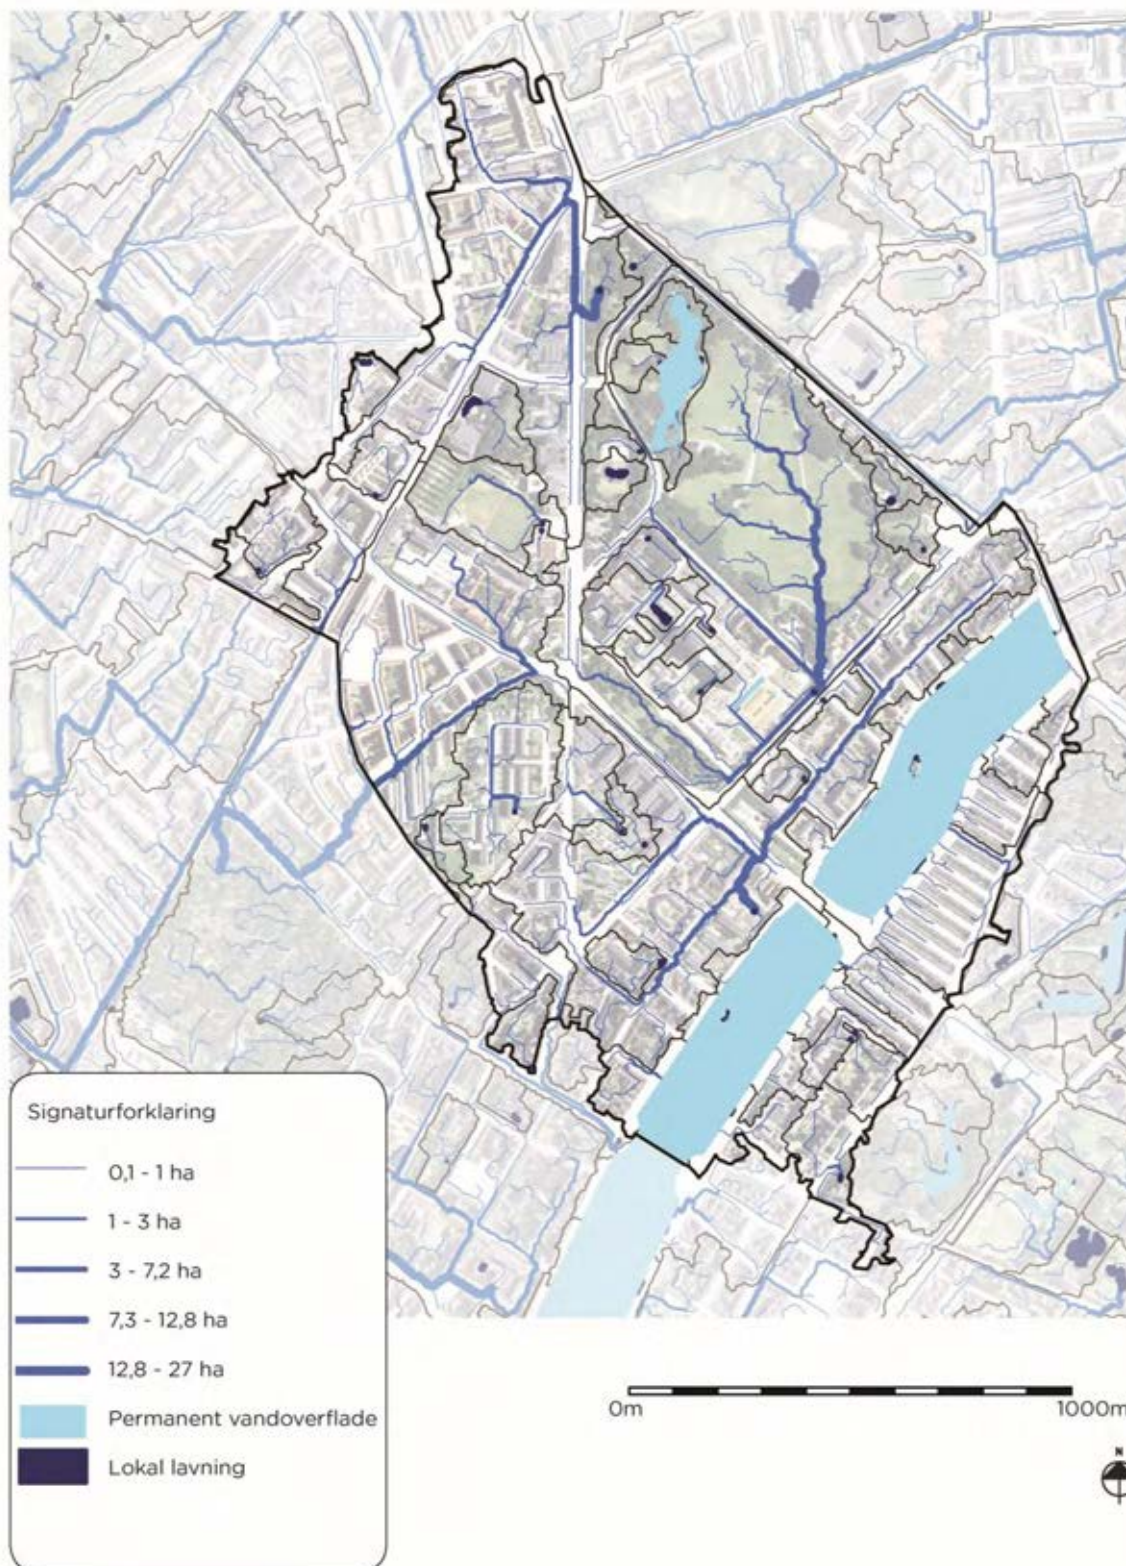 Signaturforklaring
0,1 - 1 ha
1 - 3 ha
3 - 7,2 ha
7,3 - 12,8 ha
12,8 - 27 ha
Permanent vandoverflade
Lokal lavning
0m 1000m
N